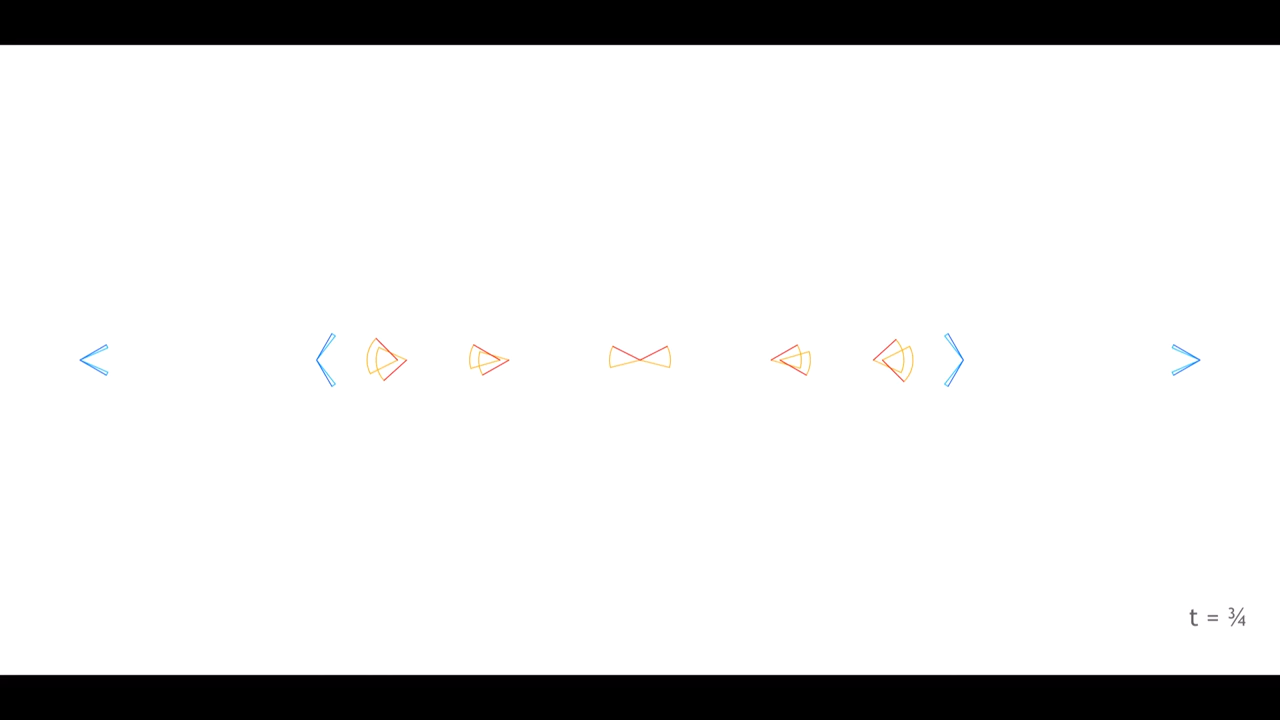 t = ¾